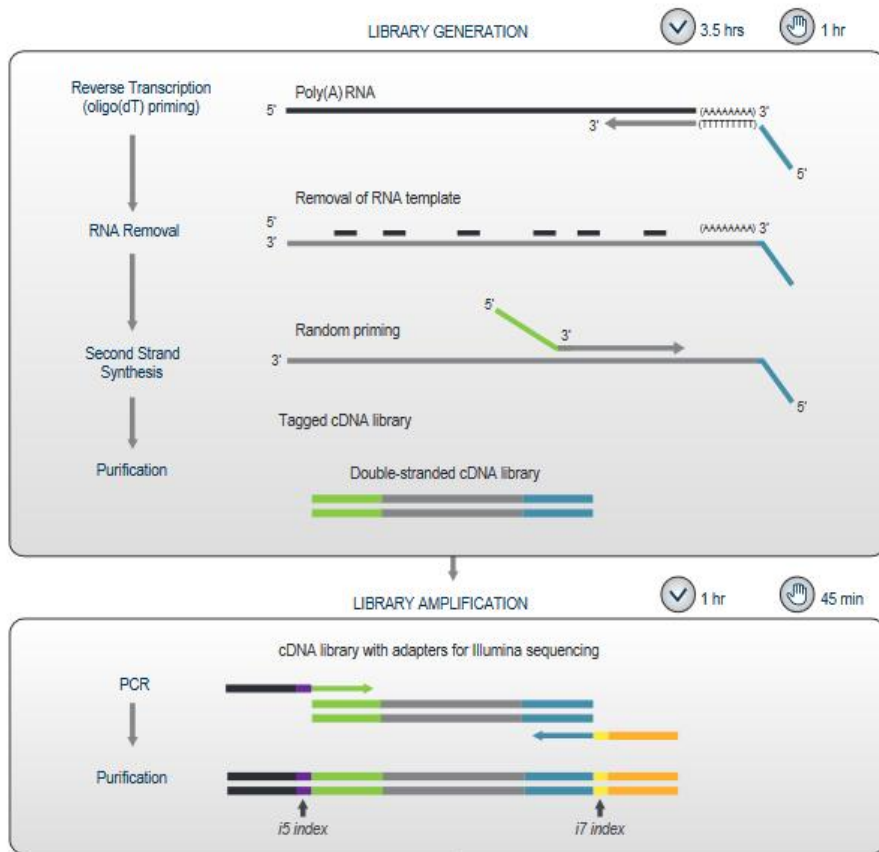 LIBRARY GENERATION
3.5 hrs
1 hr
Reverse Transcription
(oligo(dT) priming)
Poly(A) RNA
5'
(AAAAAAAA) 3'
3'
(TTTTTTTTT)
5'
Removal of RNA template
5'
RNA Removal
3'
(AAAAAAAA) 3'
5'
Random priming
3'
Second Strand
Synthesis
3'
5'
Tagged cDNA library
Purification
Double-stranded cDNA library
LIBRARY AMPLIFICATION
1 hr
45 min
cDNA library with adapters for Illumina sequencing
PCR
Purification
i5 index
i7 index